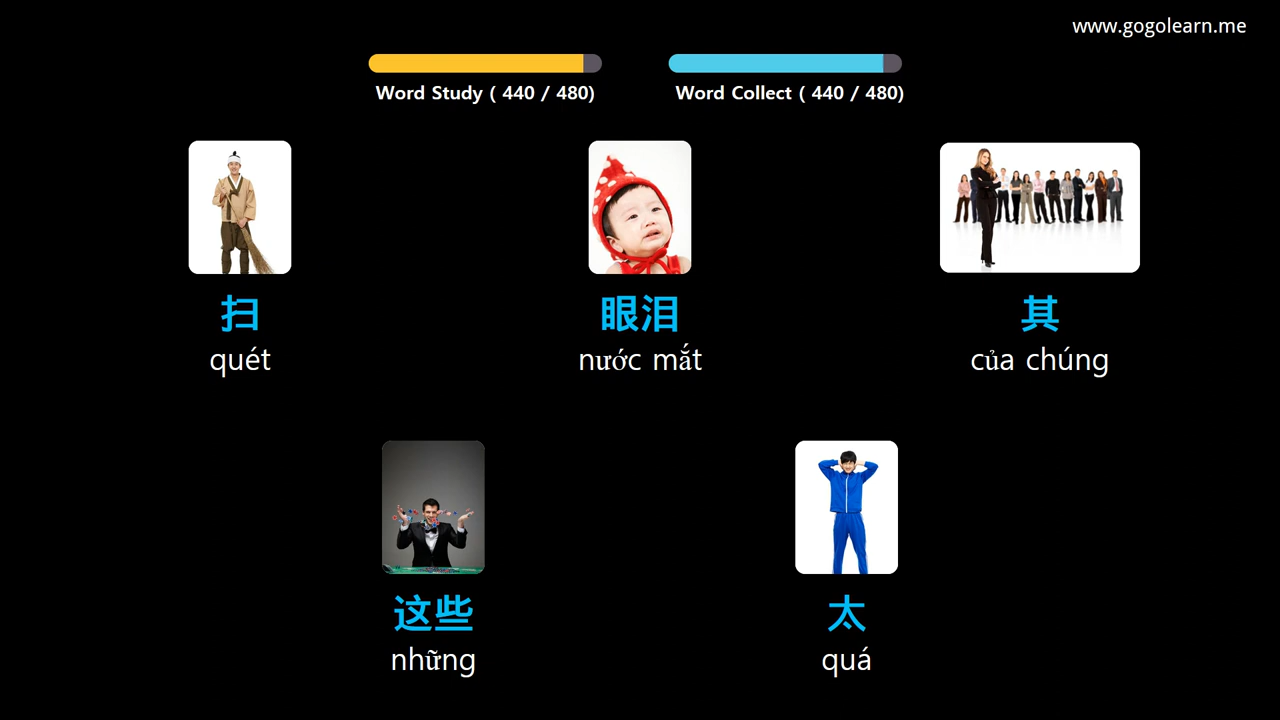 www.gogolearn.me
Word Study ( 440 / 480)
Word Collect ( 440 / 480)
扫
quét
眼泪
nước mắt
其
của chúng
这些
những
太
quá